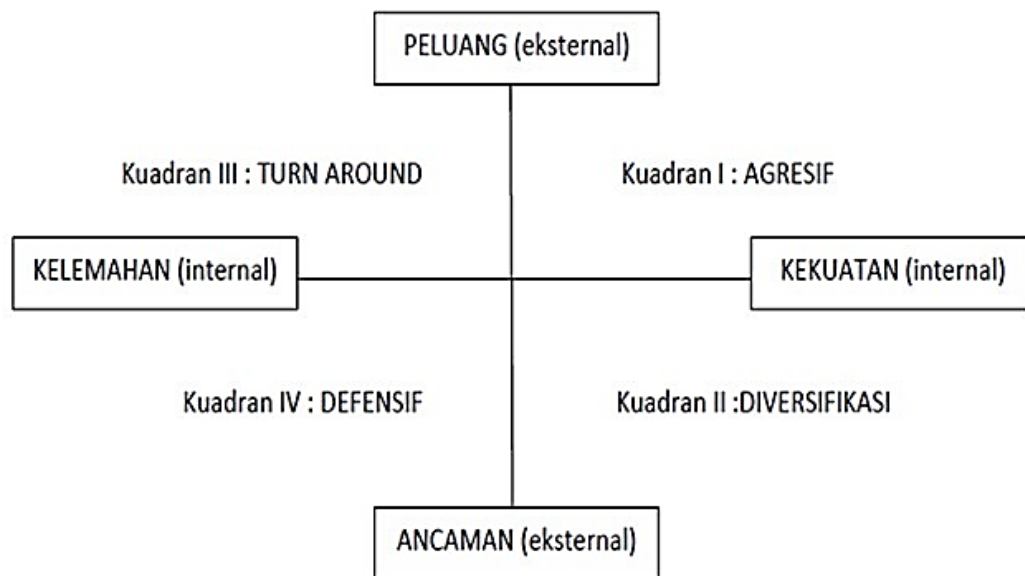 PELUANG (eksternal)
Kuadran III : TURN AROUND
Kuadran I : AGRESIF
KELEMAHAN (internal)
KEKUATAN (internal)
Kuadran IV : DEFENSIF
Kuadran II :DIVERSIFIKASI
ANCAMAN (eksternal)